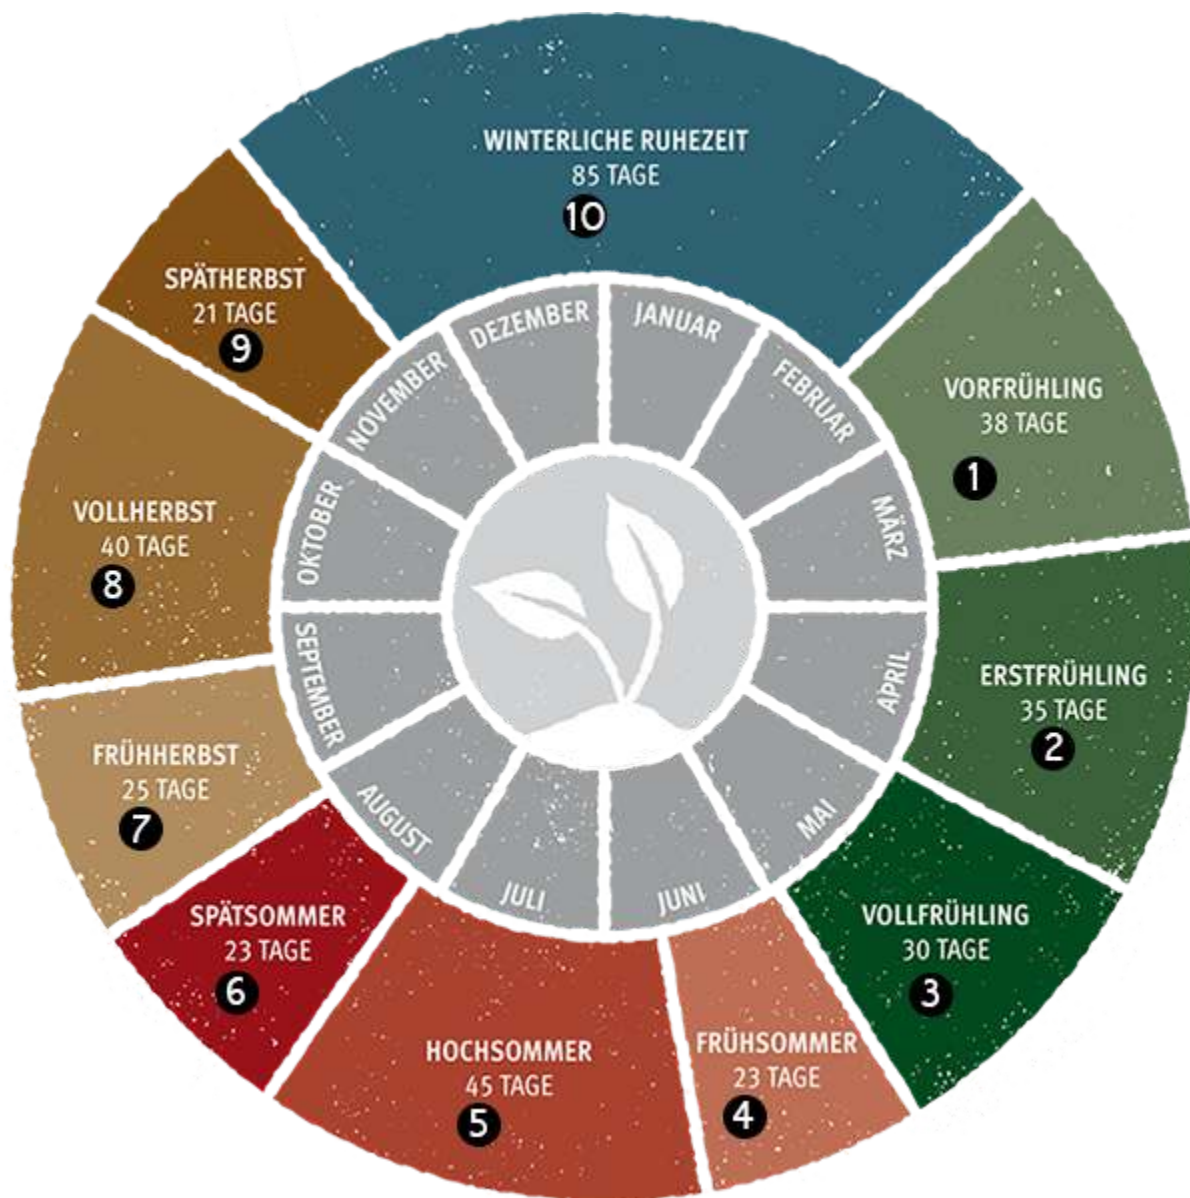 WINTERLICHE RUHEZEIT
85 TAGE
10
VORFRÜHLING
38 TAGE
1
ERSTFRÜHLING
35 TAGE
2
VOLLFRÜHLING
30 TAGE
3
FRÜHSOMMER
23 TAGE
4
HOCHSOMMER
45 TAGE
5
SPÄTSOMMER
23 TAGE
6
FRÜHHERBST
25 TAGE
7
VOLLHERBST
40 TAGE
8
SPÄTHERBST
21 TAGE
9
JANUAR
FEBRUAR
MÄRZ
APRIL
MAI
JUNI
JULI
AUGUST
SEPTEMBER
OKTOBER
NOVEMBER
DEZEMBER